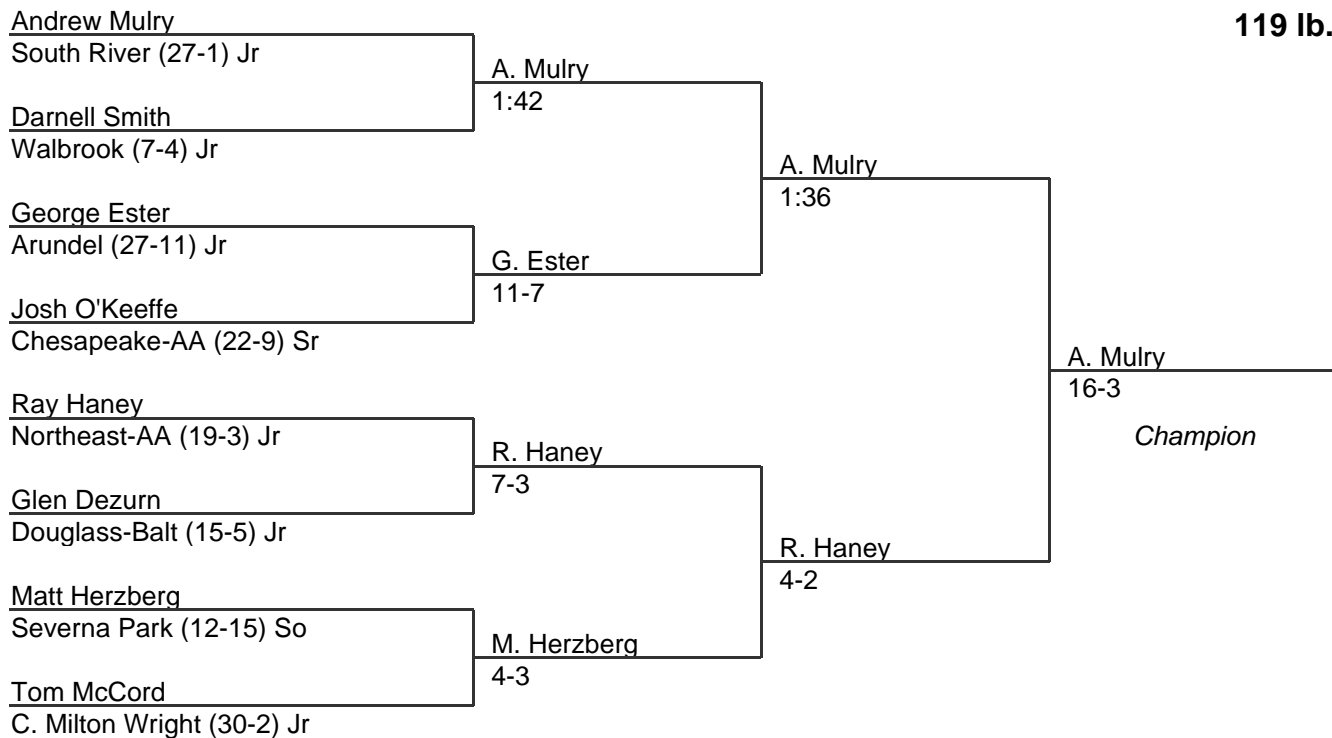 119 lb.
Andrew Mulry
South River (27-1) Jr
Darnell Smith
Walbrook (7-4) Jr
George Ester
Arundel (27-11) Jr
Josh O'Keeffe
Chesapeake-AA (22-9) Sr
Ray Haney
Northeast-AA (19-3) Jr
Glen Dezurn
Douglass-Balt (15-5) Jr
Matt Herzberg
Severna Park (12-15) So
Tom McCord
C. Milton Wright (30-2) Jr
A. Mulry
1:42
G. Ester
11-7
R. Haney
7-3
M. Herzberg
4-3
A. Mulry
1:36
R. Haney
4-2
A. Mulry
16-3
Champion